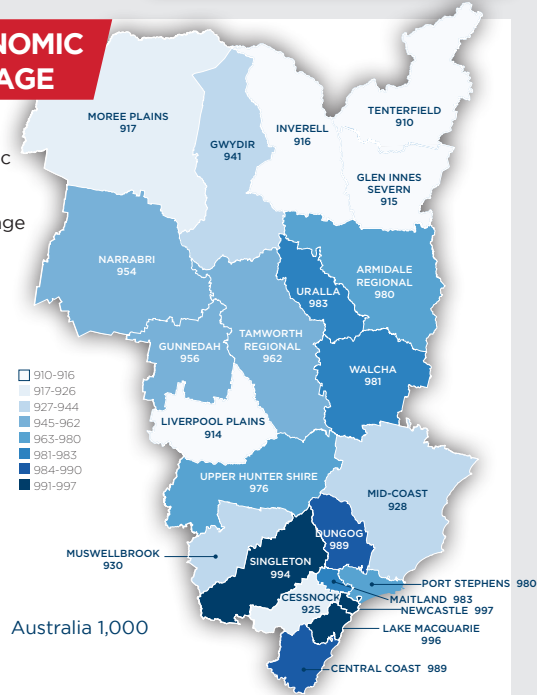 NOMIC
AGE
c
age
MOREE PLAINS
917
GWYDIR
941
INVERELL
916
TENTERFIELD
910
GLEN INNES
SEVERN
915
NARRABRI
954
ARMIDALE
REGIONAL
980
URALLA
983
GUNNEDAH
956
TAMWORTH
REGIONAL
962
WALCHA
981
LIVERPOOL PLAINS
914
910-916
917-926
927-944
945-962
963-980
981-983
984-990
991-997
UPPER HUNTER SHIRE
976
MID-COAST
928
DUNGOG
989
MUSWELLBROOK
930
SINGLETON
994
CESSNOCK
925
PORT STEPHENS 980
MAITLAND 983
NEWCASTLE 997
LAKE MACQUARIE
996
CENTRAL COAST 989
Australia 1,000